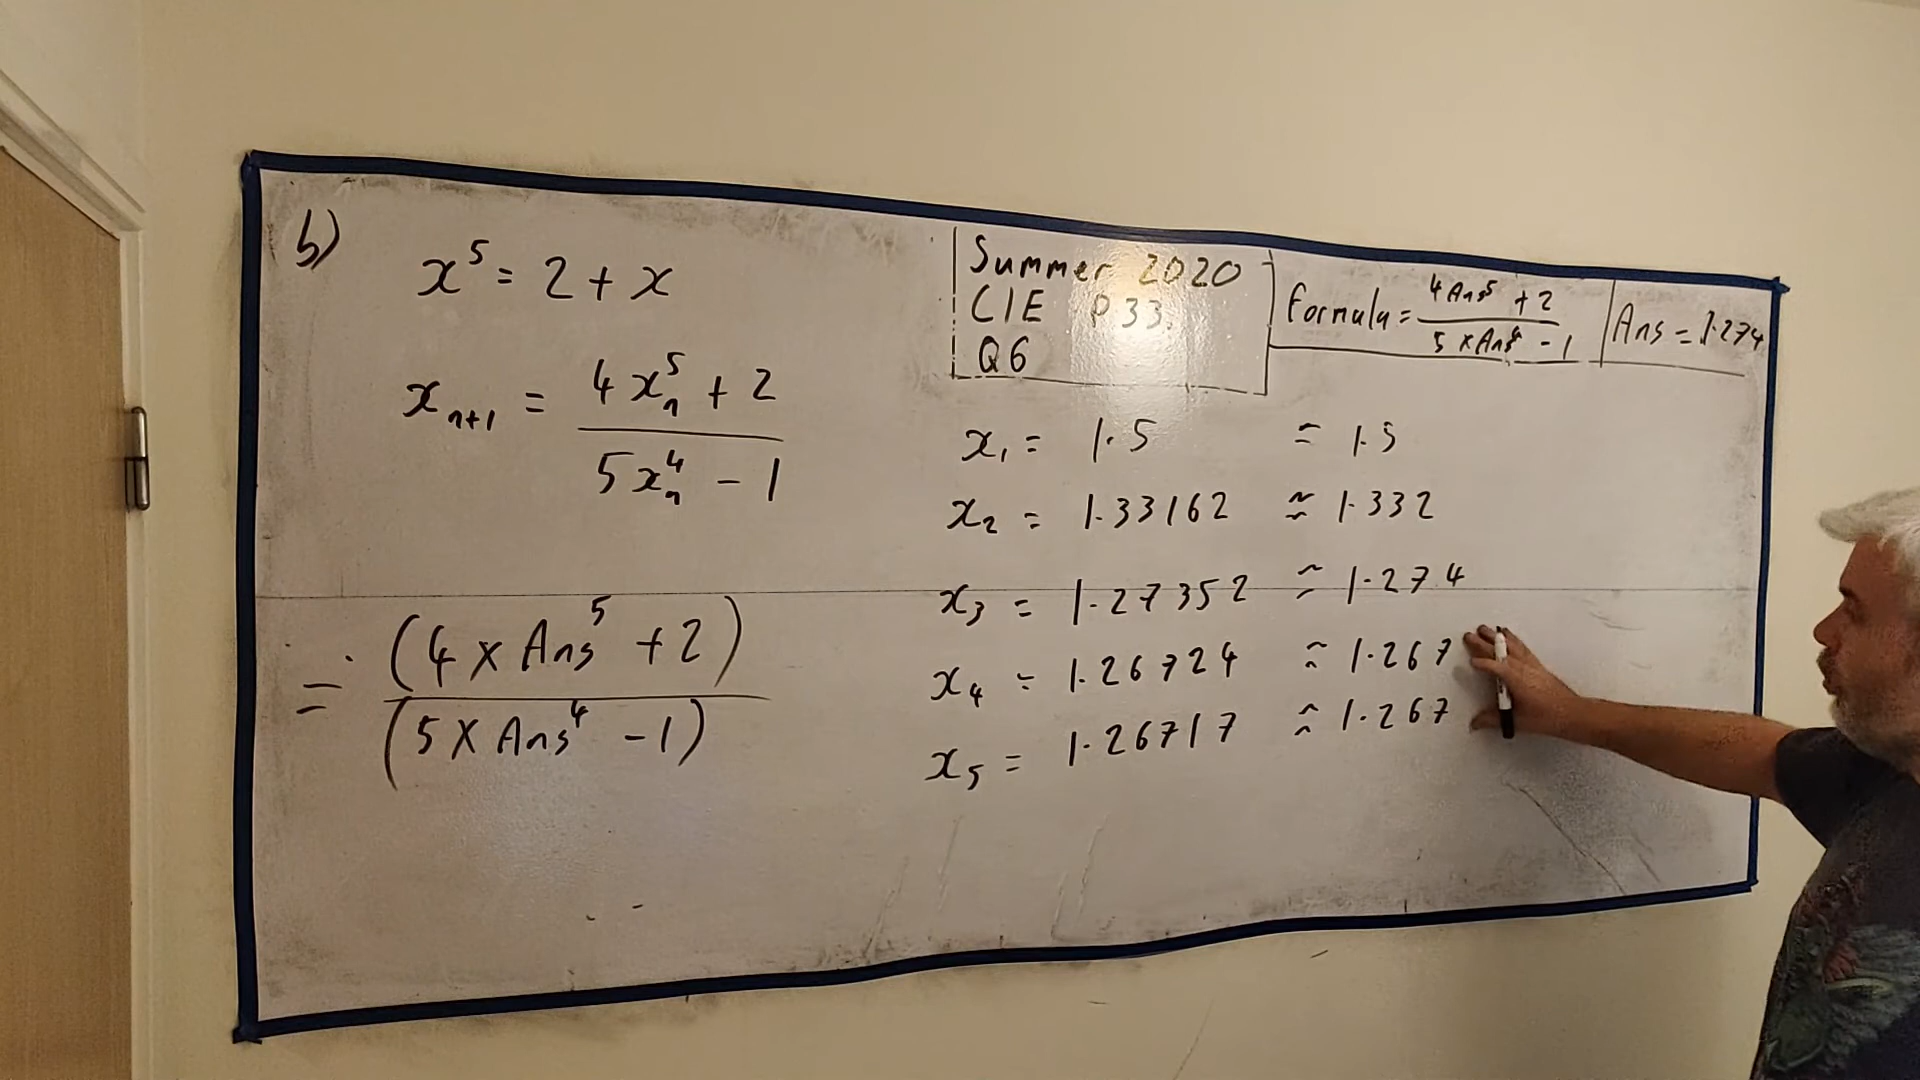 b)
x⁵ = 2 + x
xₙ₊₁ = (4xₙ⁵ + 2) / (5xₙ⁴ - 1)
= (4 × Ans⁵ + 2) / (5 × Ans⁴ - 1)
Summer 2020
CIE P33.
Q6
formula = (4Ans⁵ + 2) / (5 × Ans⁴ - 1)
Ans = 1.274
x₁ = 1.5 = 1.5
x₂ = 1.33162 ≈ 1.332
x₃ = 1.27352 ≈ 1.274
x₄ = 1.26724 ≈ 1.267
x₅ = 1.26717 ≈ 1.267